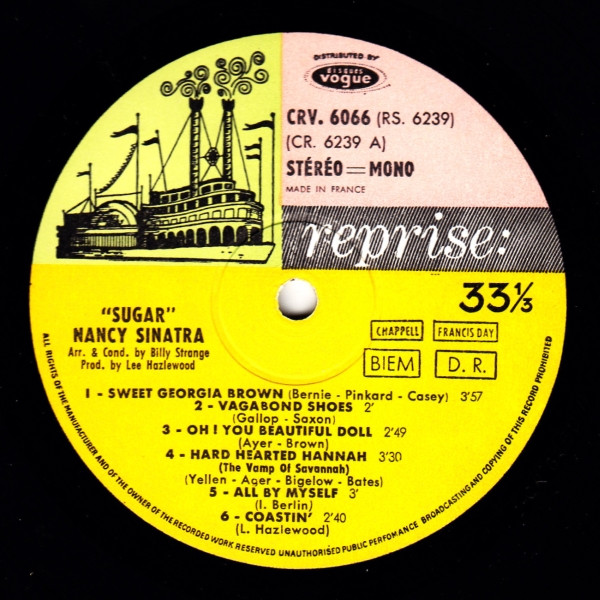 DISTRIBUTED BY
disques
vogue
CRV. 6066 (RS. 6239)
(CR. 6239 A)
STÉRÉO = MONO
MADE IN FRANCE
reprise:
33⅓
"SUGAR"
NANCY SINATRA
Arr. & Cond. by Billy Strange
Prod. by Lee Hazlewood
CHAPPELL
FRANCIS DAY
BIEM
D. R.
1 - SWEET GEORGIA BROWN (Bernie - Pinkard - Casey) 3'57
2 - VAGABOND SHOES 2'
(Gallop - Saxon)
3 - OH ! YOU BEAUTIFUL DOLL 2'49
(Ayer - Brown)
4 - HARD HEARTED HANNAH 3'30
(The Vamp Of Savannah)
(Yellen - Ager - Bigelow - Bates)
5 - ALL BY MYSELF 3'
(I. Berlin)
6 - COASTIN' 2'40
(L. Hazlewood)
ALL RIGHTS OF THE MANUFACTURER AND OF THE OWNER OF THE RECORDED WORK RESERVED UNAUTHORISED PUBLIC PERFOMANCE BROADCASTING AND COPYING OF THIS RECORD PROHIBITED